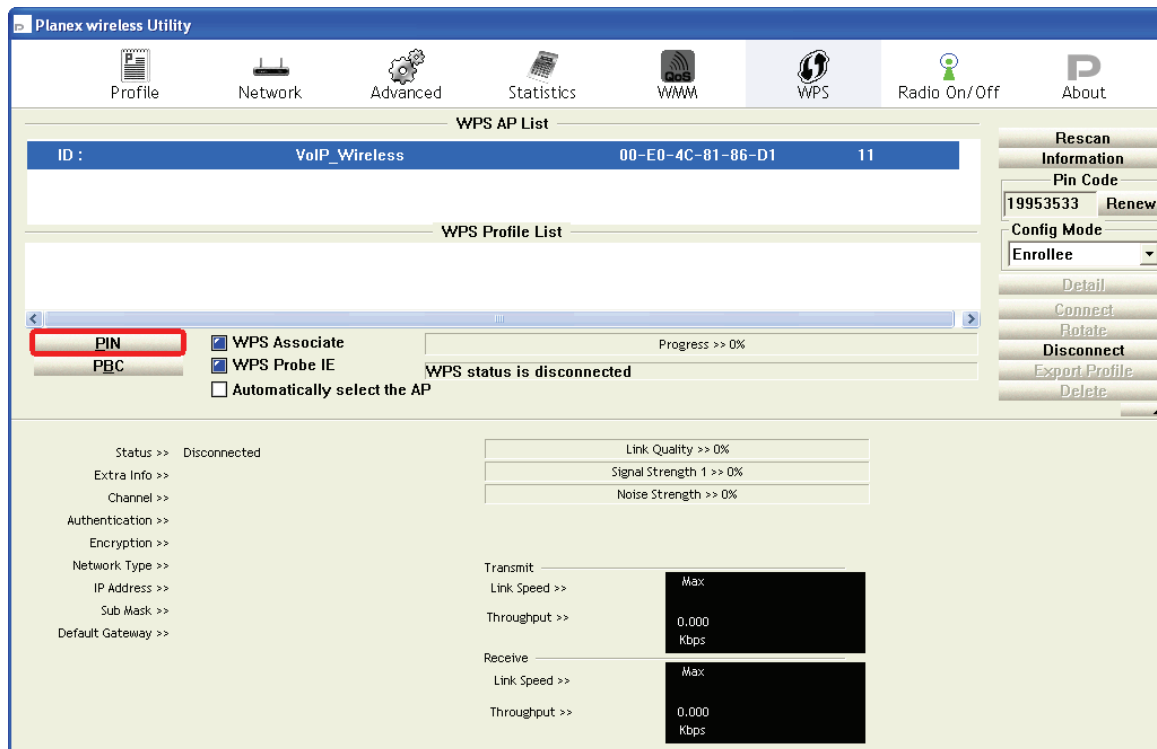 Planex wireless Utility
Profile Network Advanced Statistics WMM WPS Radio On/Off About
QoS
WPS AP List
ID : VoIP_Wireless 00-E0-4C-81-86-D1 11
WPS Profile List
Rescan
Information
Pin Code
19953533 Renew
Config Mode
Enrollee
Detail
Connect
Rotate
Disconnect
Export Profile
Delete
PIN
PBC
WPS Associate
WPS Probe IE
Automatically select the AP
Progress >> 0%
WPS status is disconnected
Status >> Disconnected
Extra Info >>
Channel >>
Authentication >>
Encryption >>
Network Type >>
IP Address >>
Sub Mask >>
Default Gateway >>
Link Quality >> 0%
Signal Strength 1 >> 0%
Noise Strength >> 0%
Transmit
Link Speed >>
Throughput >>
Max
0.000
Kbps
Receive
Link Speed >>
Throughput >>
Max
0.000
Kbps